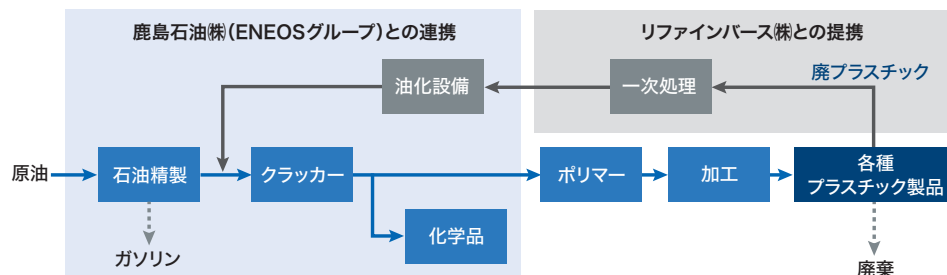 鹿島石油㈱(ENEOSグループ)との連携
リファインバース㈱との提携
廃プラスチック
油化設備
一次処理
原油
石油精製
クラッカー
ポリマー
加工
各種
プラスチック製品
化学品
ガソリン
廃棄